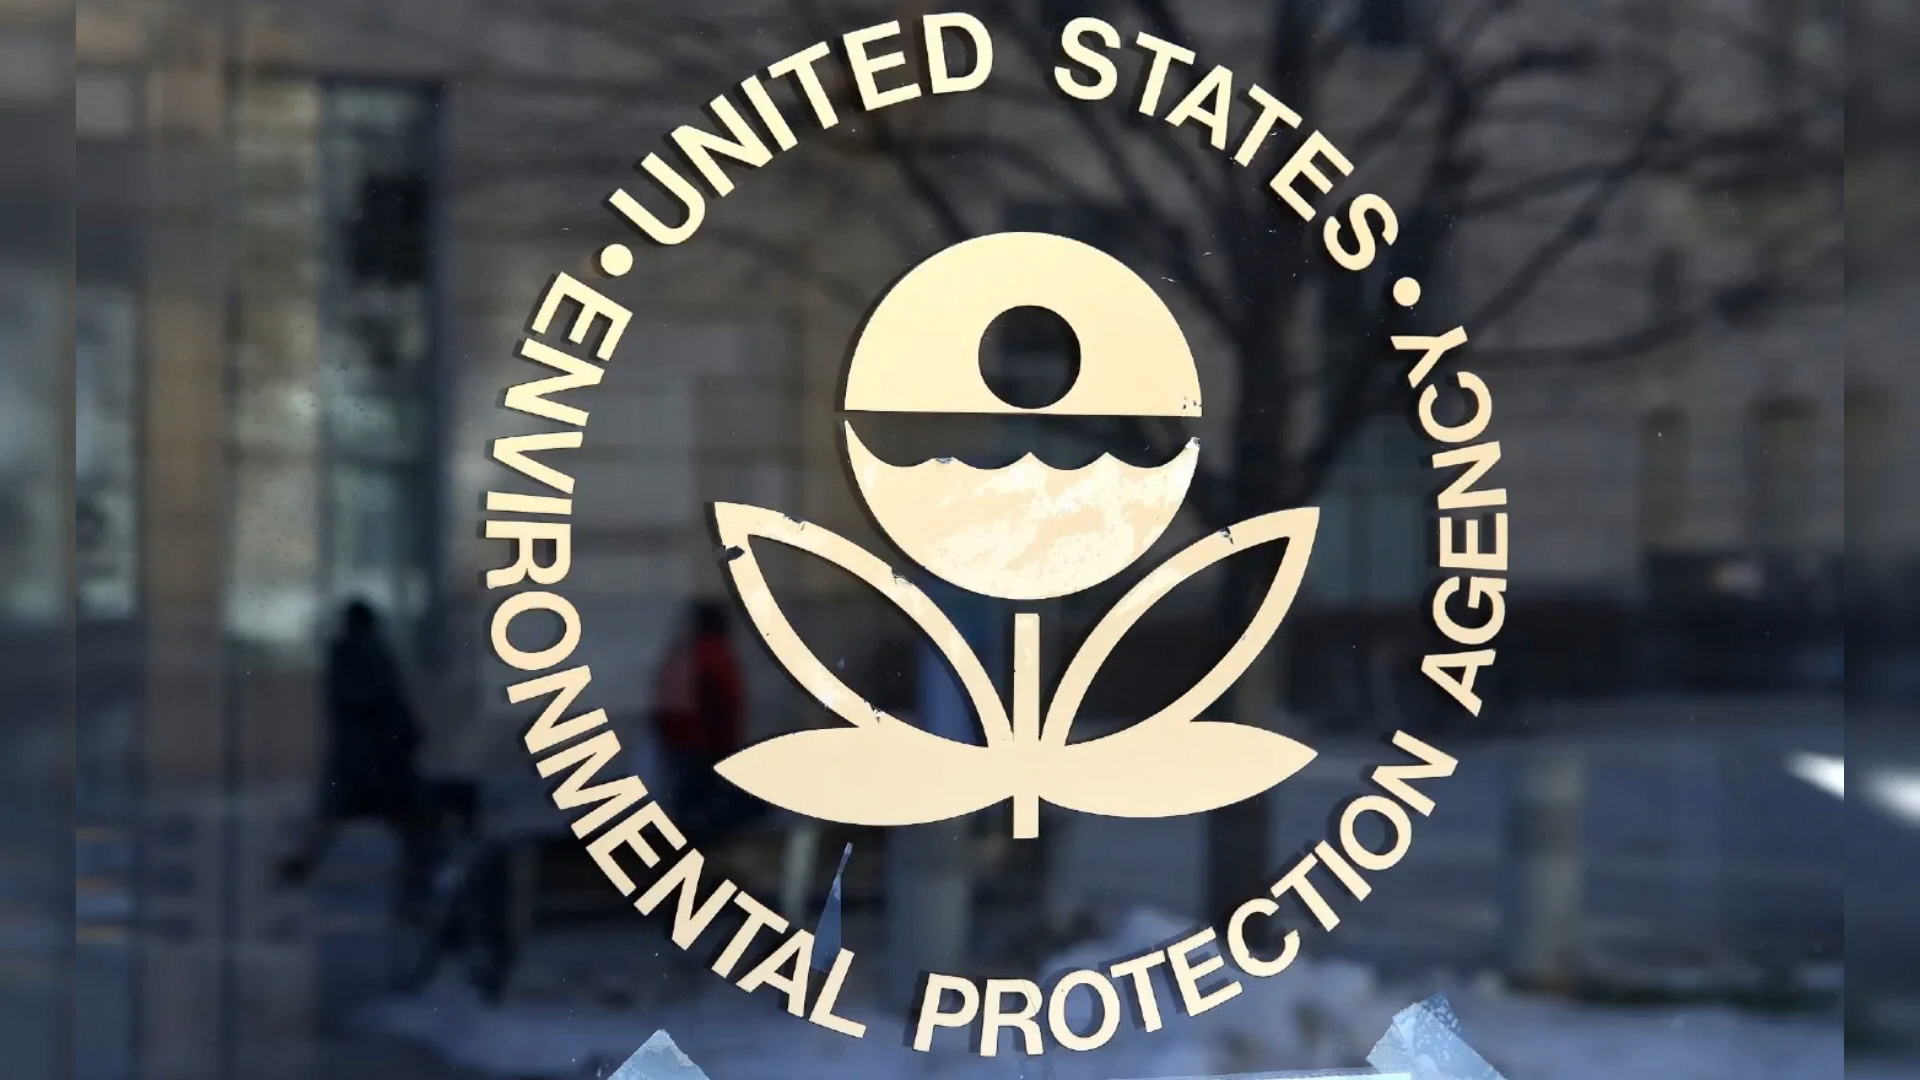 • UNITED STATES •
ENVIRONMENTAL PROTECTION AGENCY